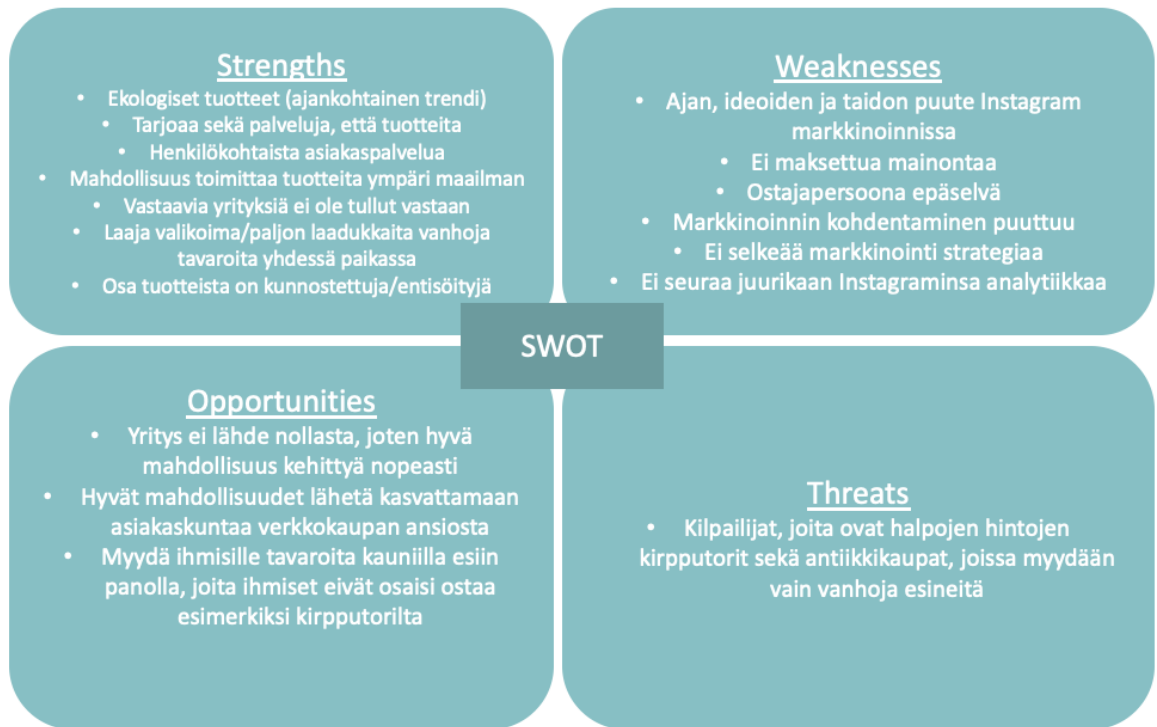 Strengths
• Ekologiset tuotteet (ajankohtainen trendi)
• Tarjoaa sekä palveluja, että tuotteita
• Henkilökohtaista asiakaspalvelua
• Mahdollisuus toimittaa tuotteita ympäri maailman
• Vastaavia yrityksiä ei ole tullut vastaan
• Laaja valikoima/paljon laadukkaita vanhoja
tavaroita yhdessä paikassa
• Osa tuotteista on kunnostettuja/entisöityjä
Weaknesses
• Ajan, ideoiden ja taidon puute Instagram
markkinoinnissa
• Ei maksettua mainontaa
• Ostajapersoona epäselvä
• Markkinoinnin kohdentaminen puuttuu
• Ei selkeää markkinointi strategiaa
• Ei seuraa juurikaan Instagraminsa analytiikkaa
SWOT
Opportunities
• Yritys ei lähde nollasta, joten hyvä
mahdollisuus kehittyä nopeasti
• Hyvät mahdollisuudet lähetä kasvattamaan
asiakaskuntaa verkkokaupan ansiosta
• Myydä ihmisille tavaroita kauniilla esiin
panolla, joita ihmiset eivät osaisi ostaa
esimerkiksi kirpputorilta
Threats
• Kilpailijat, joita ovat halpojen hintojen
kirpputorit sekä antiikkikaupat, joissa myydään
vain vanhoja esineitä